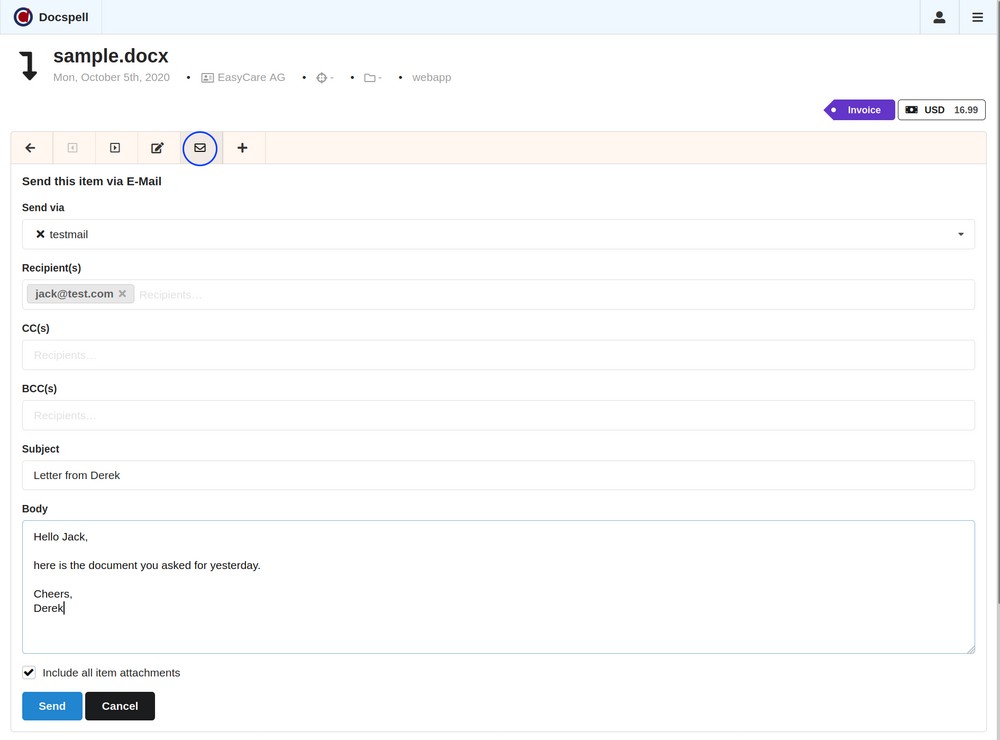 Docspell
sample.docx
Mon, October 5th, 2020 • EasyCare AG • - • - • webapp
Invoice USD 16.99
Send this item via E-Mail
Send via
testmail
Recipient(s)
jack@test.com Recipients…
CC(s)
Recipients…
BCC(s)
Recipients…
Subject
Letter from Derek
Body
Hello Jack,
here is the document you asked for yesterday.
Cheers,
Derek
Include all item attachments
Send Cancel